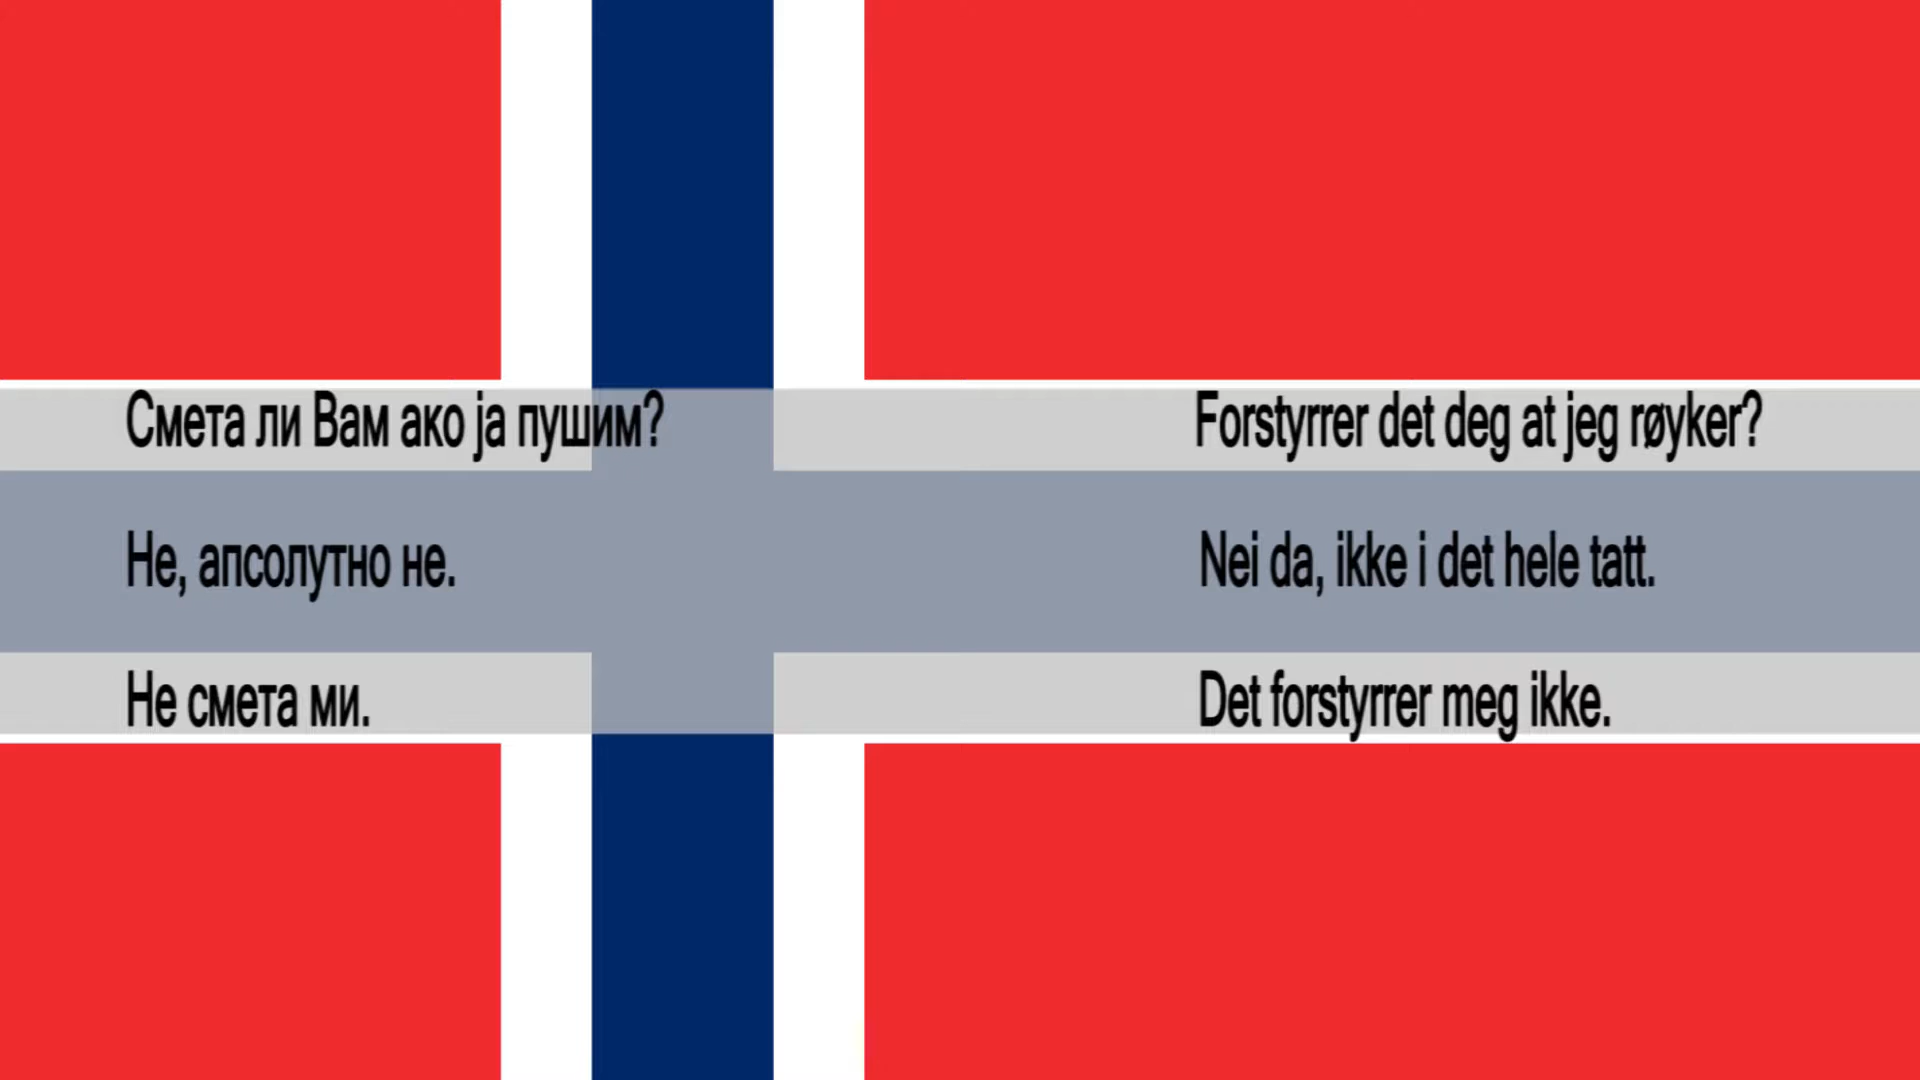 Смета ли Вам ако ја пушим?
Forstyrrer det deg at jeg røyker?
Не, апсолутно не.
Nei da, ikke i det hele tatt.
Не смета ми.
Det forstyrrer meg ikke.